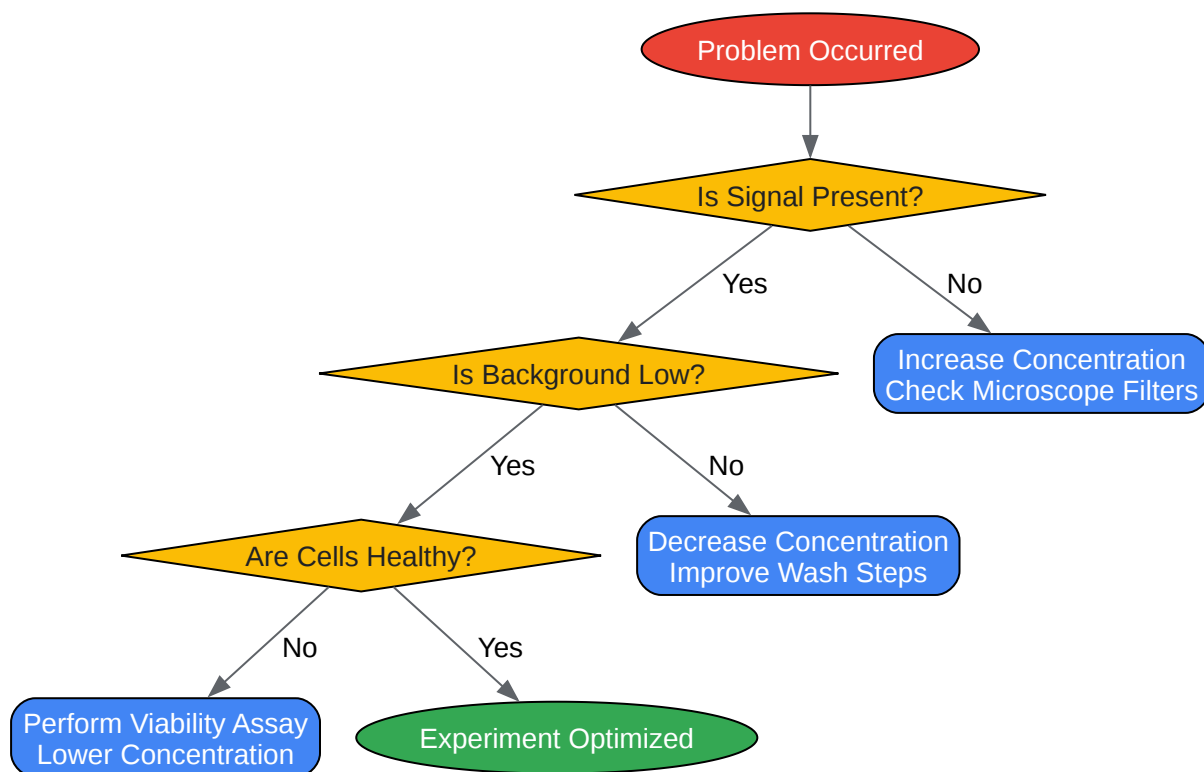 Problem Occurred
Is Signal Present?
Yes
No
Is Background Low?
Increase Concentration
Check Microscope Filters
Yes
No
Are Cells Healthy?
Decrease Concentration
Improve Wash Steps
No
Yes
Perform Viability Assay
Lower Concentration
Experiment Optimized